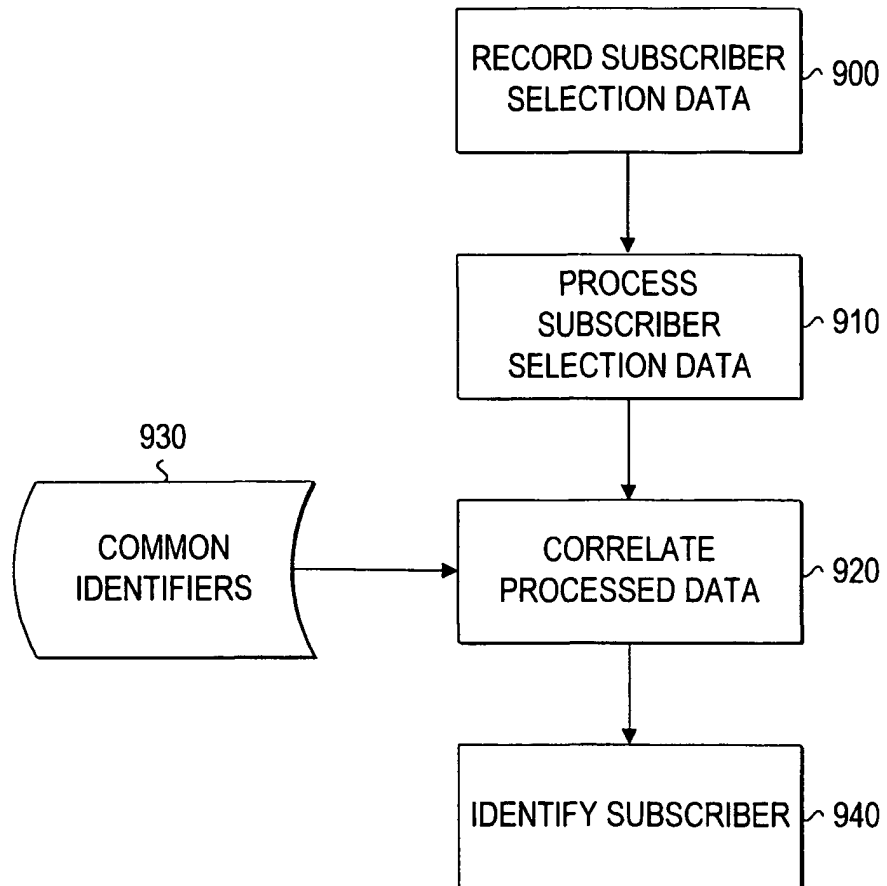 RECORD SUBSCRIBER
SELECTION DATA
900
PROCESS
SUBSCRIBER
SELECTION DATA
910
930
COMMON
IDENTIFIERS
CORRELATE
PROCESSED DATA
920
IDENTIFY SUBSCRIBER
940